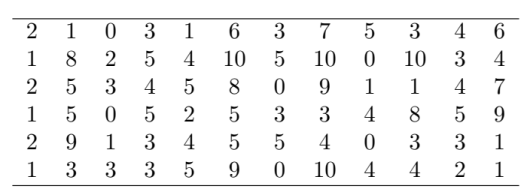 2 1 0 3 1 6 3 7 5 3 4 6
1 8 2 5 4 10 5 10 0 10 3 4
2 5 3 4 5 8 0 9 1 1 4 7
1 5 0 5 2 5 3 3 4 8 5 9
2 9 1 3 4 5 5 4 0 3 3 1
1 3 3 3 5 9 0 10 4 4 2 1